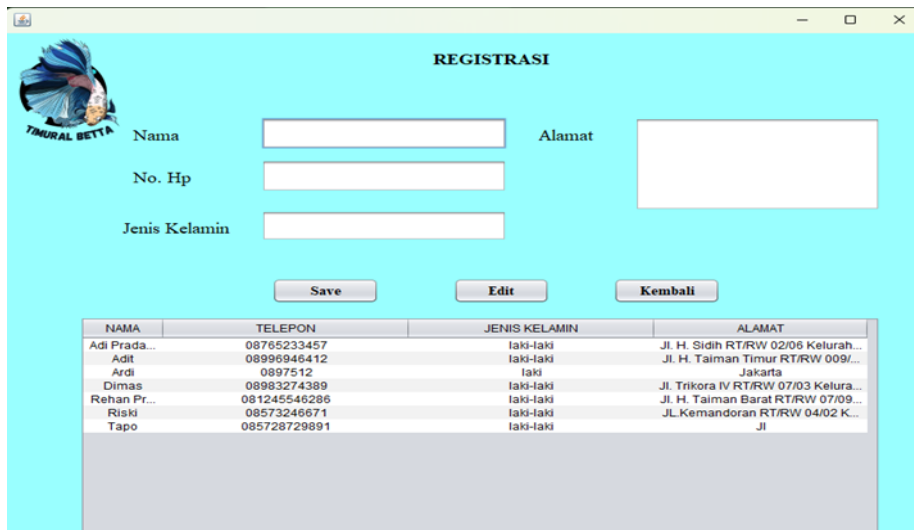 REGISTRASI
TIMURAL BETTA
Nama
Alamat
No. Hp
Jenis Kelamin
Save Edit Kembali
NAMA TELEPON JENIS KELAMIN ALAMAT
Adi Prada... 08765233457 laki-laki Jl. H. Sidih RT/RW 02/06 Kelurah...
Adit 08996946412 laki-laki Jl. H. Taiman Timur RT/RW 009/...
Ardi 0897512 laki Jakarta
Dimas 08983274389 laki-laki Jl. Trikora IV RT/RW 07/03 Kelura...
Rehan Pr... 081245546286 laki-laki Jl. H. Taiman Barat RT/RW 07/09...
Riski 08573246671 laki-laki JL.Kemandoran RT/RW 04/02 K...
Tapo 085728729891 laki-laki Jl